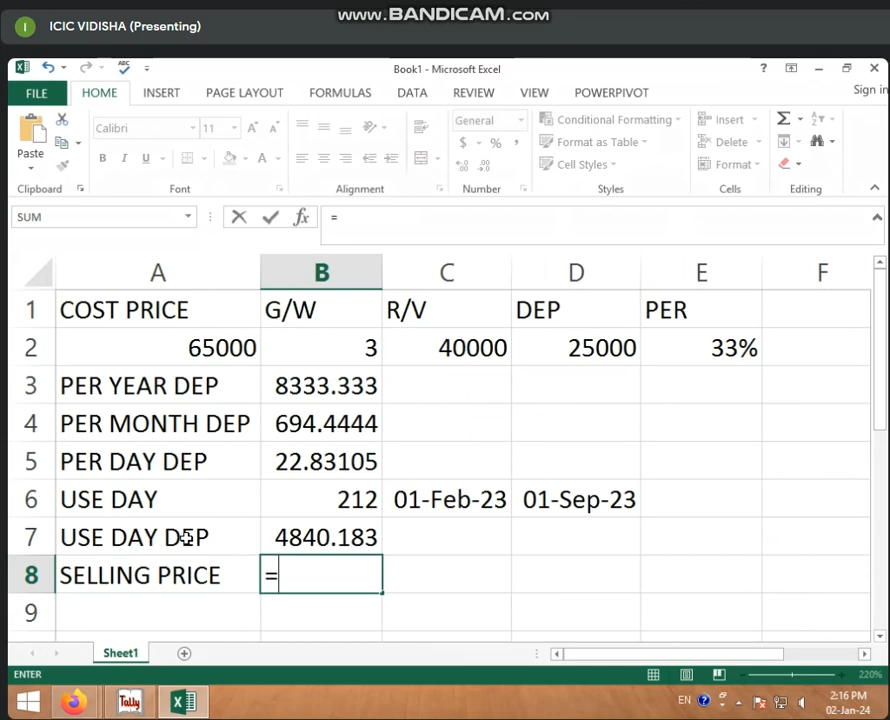 WWW.BANDICAM.COM
I ICIC VIDISHA (Presenting)
Book1 - Microsoft Excel
ABC
?
FILE HOME INSERT PAGE LAYOUT FORMULAS DATA REVIEW VIEW POWERPIVOT Sign in
Calibri 11 A A General Conditional Formatting Insert Σ
Paste B I U A $ % , Format as Table Delete
Cell Styles Format
Clipboard Font Alignment Number Styles Cells Editing
SUM fx =
A B C D E F
1 COST PRICE G/W R/V DEP PER
2 65000 3 40000 25000 33%
3 PER YEAR DEP 8333.333
4 PER MONTH DEP 694.4444
5 PER DAY DEP 22.83105
6 USE DAY 212 01-Feb-23 01-Sep-23
7 USE DAY DEP 4840.183
8 SELLING PRICE =
9
Sheet1
ENTER 220%
Tally EN ? 2:16 PM
02-Jan-24